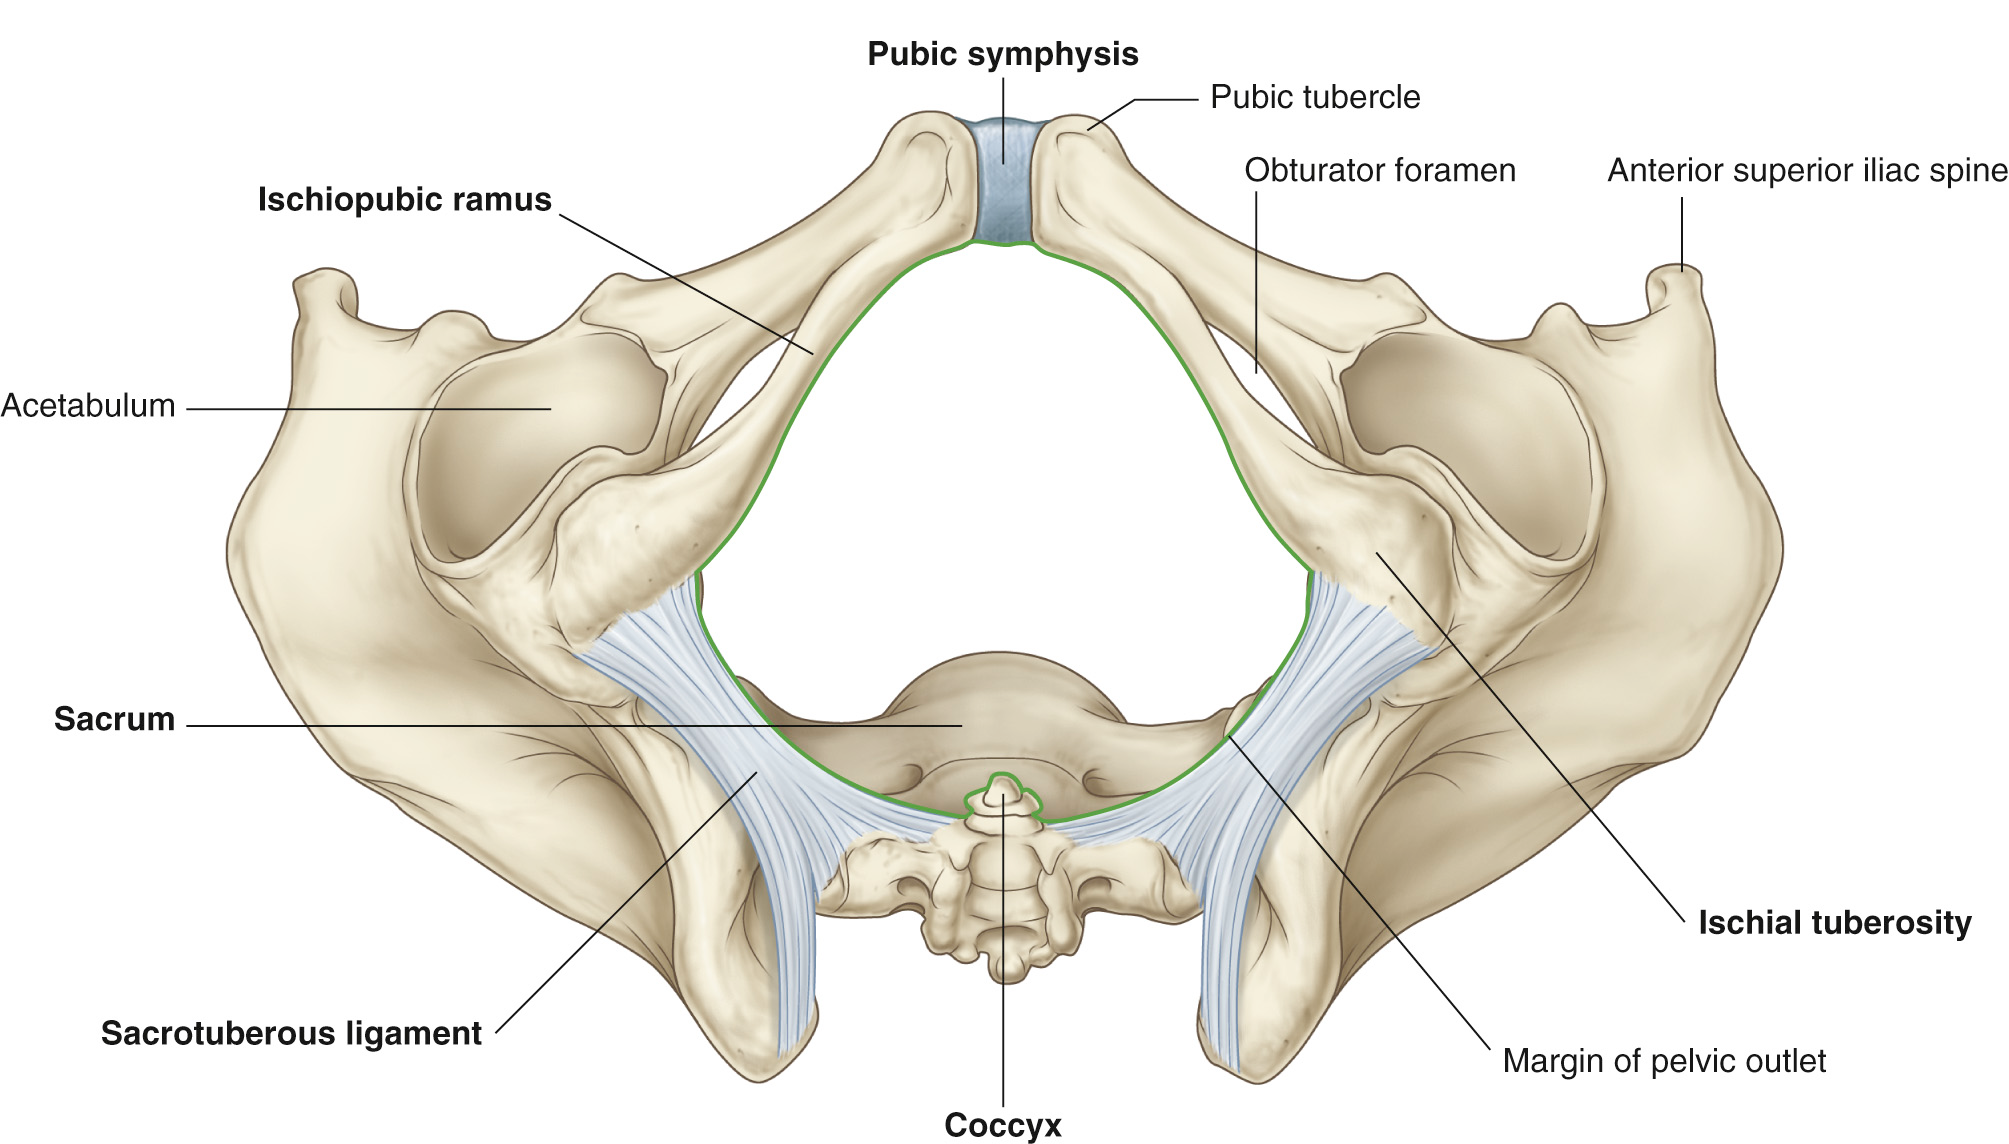 Pubic symphysis
Pubic tubercle
Obturator foramen
Anterior superior iliac spine
Ischiopubic ramus
Acetabulum
Sacrum
Ischial tuberosity
Sacrotuberous ligament
Margin of pelvic outlet
Coccyx